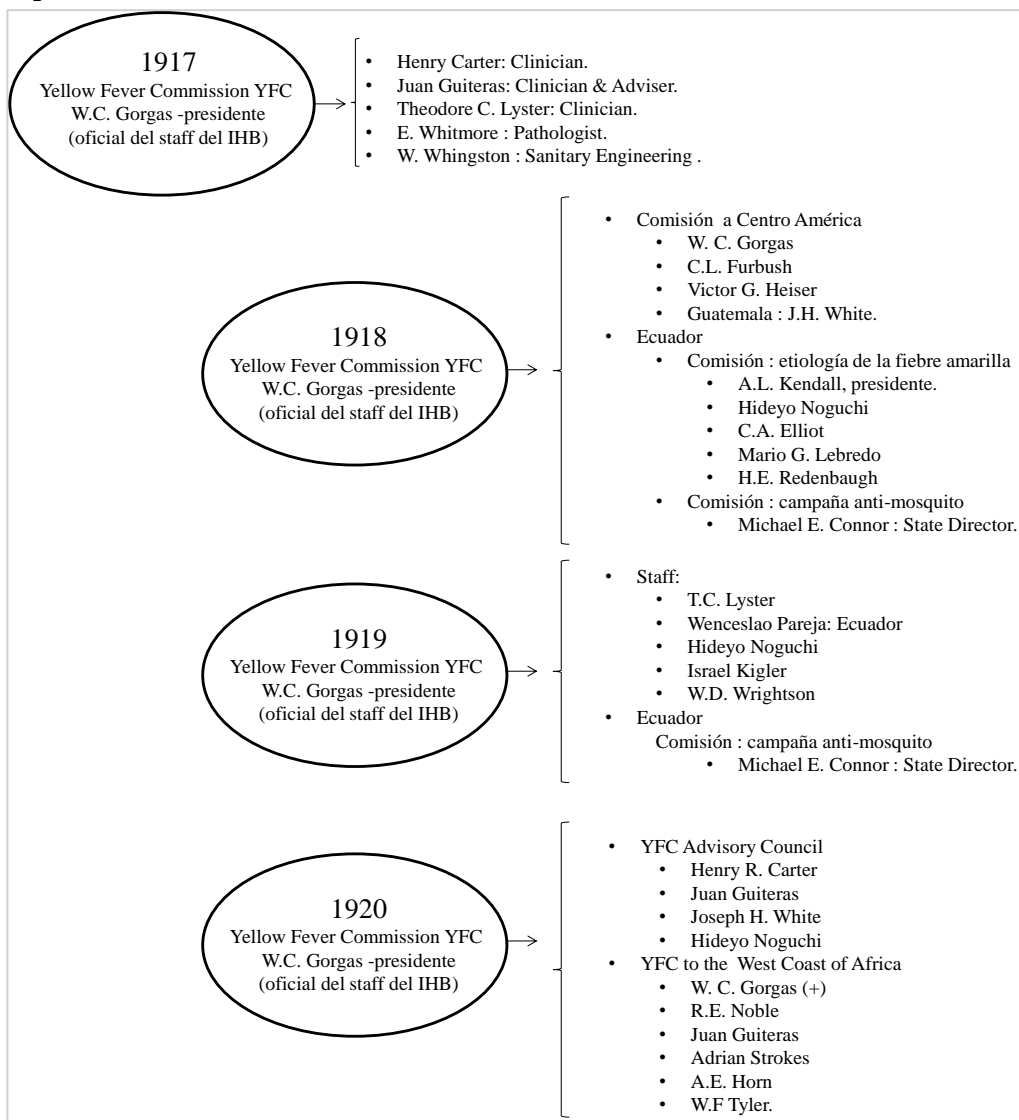 1917
Yellow Fever Commission YFC
W.C. Gorgas -presidente
(oficial del staff del IHB)
• Henry Carter: Clinician.
• Juan Guiteras: Clinician & Adviser.
• Theodore C. Lyster: Clinician.
• E. Whitmore : Pathologist.
• W. Whingston : Sanitary Engineering .
1918
Yellow Fever Commission YFC
W.C. Gorgas -presidente
(oficial del staff del IHB)
• Comisión a Centro América
• W. C. Gorgas
• C.L. Furbush
• Victor G. Heiser
• Guatemala : J.H. White.
• Ecuador
• Comisión : etiología de la fiebre amarilla
• A.L. Kendall, presidente.
• Hideyo Noguchi
• C.A. Elliot
• Mario G. Lebredo
• H.E. Redenbaugh
• Comisión : campaña anti-mosquito
• Michael E. Connor : State Director.
1919
Yellow Fever Commission YFC
W.C. Gorgas -presidente
(oficial del staff del IHB)
• Staff:
• T.C. Lyster
• Wenceslao Pareja: Ecuador
• Hideyo Noguchi
• Israel Kigler
• W.D. Wrightson
• Ecuador
Comisión : campaña anti-mosquito
• Michael E. Connor : State Director.
1920
Yellow Fever Commission YFC
W.C. Gorgas -presidente
(oficial del staff del IHB)
• YFC Advisory Council
• Henry R. Carter
• Juan Guiteras
• Joseph H. White
• Hideyo Noguchi
• YFC to the West Coast of Africa
• W. C. Gorgas (+)
• R.E. Noble
• Juan Guiteras
• Adrian Strokes
• A.E. Horn
• W.F Tyler.